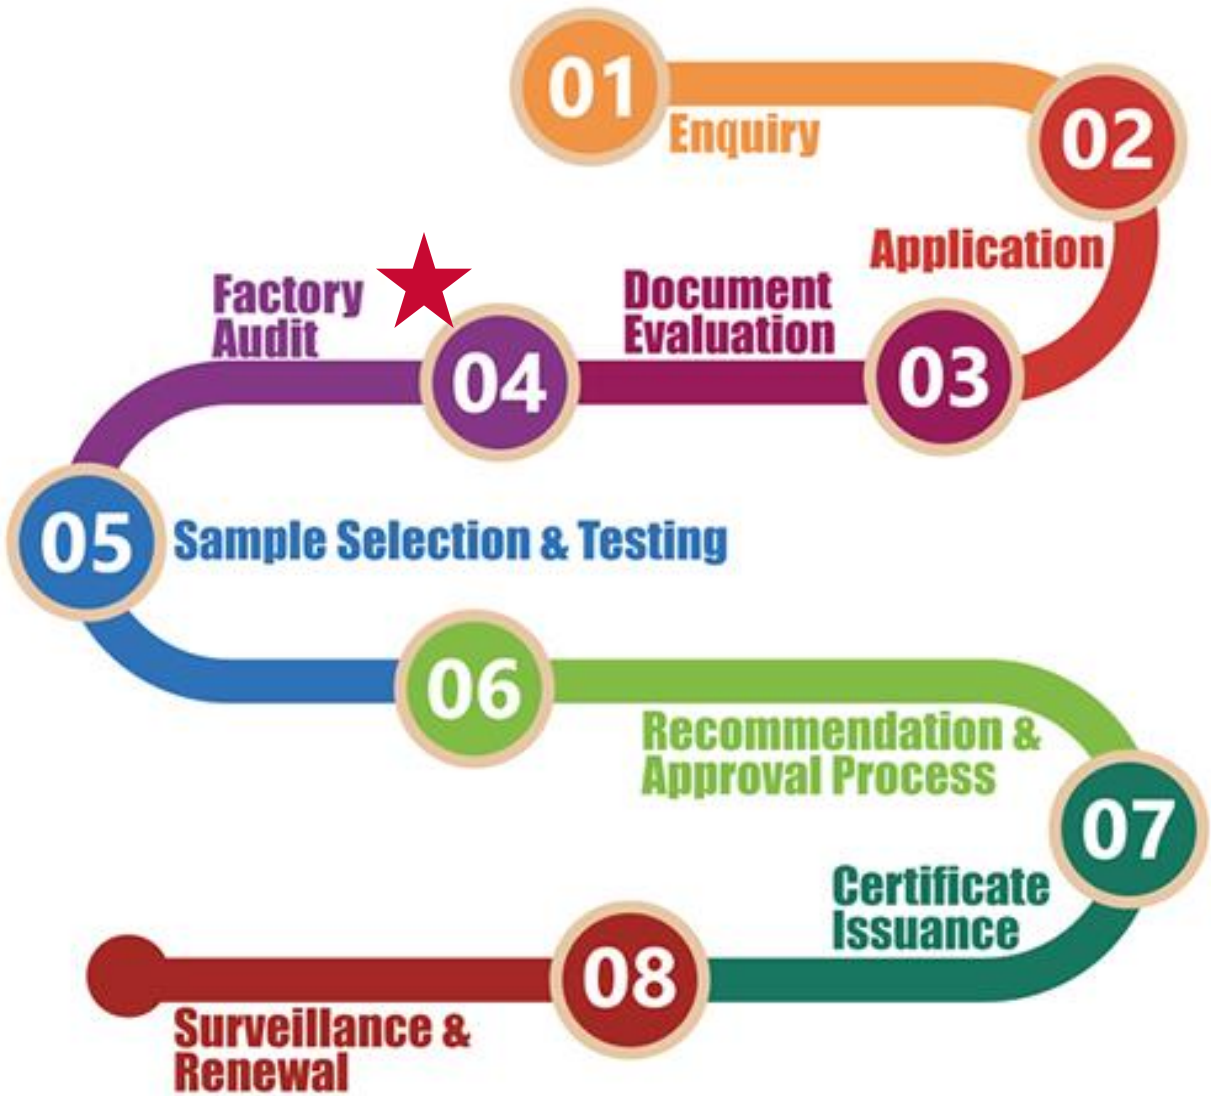 01
Enquiry
02
Application
03
Document
Evaluation
04
Factory
Audit
05
Sample Selection & Testing
06
Recommendation &
Approval Process
07
Certificate
Issuance
08
Surveillance &
Renewal